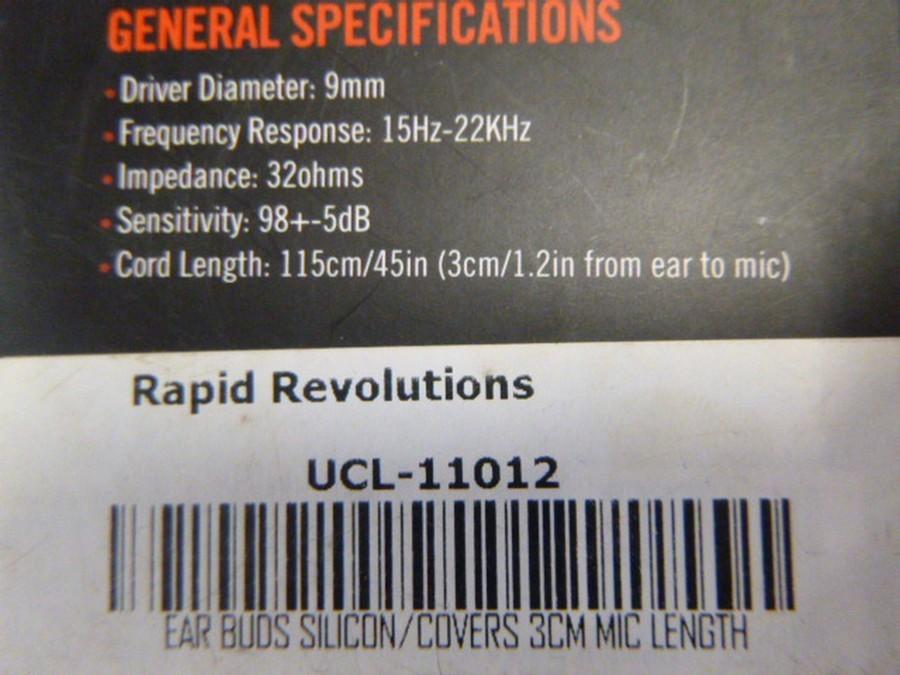 GENERAL SPECIFICATIONS
• Driver Diameter: 9mm
• Frequency Response: 15Hz-22KHz
• Impedance: 32ohms
• Sensitivity: 98+-5dB
• Cord Length: 115cm/45in (3cm/1.2in from ear to mic)
Rapid Revolutions
UCL-11012
EAR BUDS SILICON/COVERS 3CM MIC LENGTH